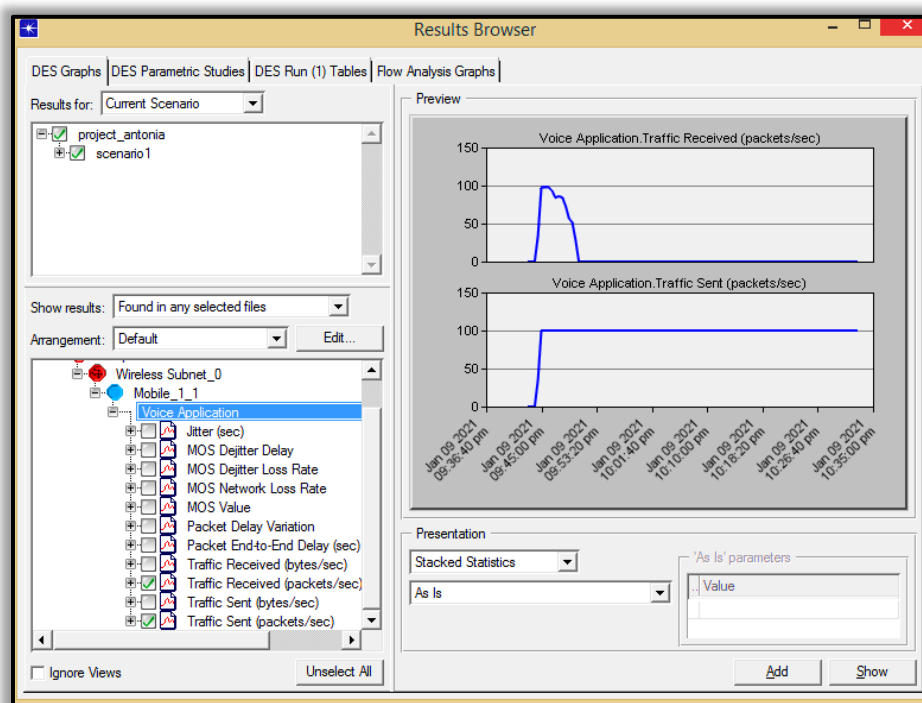 Results Browser
DES Graphs DES Parametric Studies DES Run (1) Tables Flow Analysis Graphs
Results for: Current Scenario
project_antonia
scenario1
Show results: Found in any selected files
Arrangement: Default Edit...
Wireless Subnet_0
Mobile_1_1
Voice Application
Jitter (sec)
MOS Dejitter Delay
MOS Dejitter Loss Rate
MOS Network Loss Rate
MOS Value
Packet Delay Variation
Packet End-to-End Delay (sec)
Traffic Received (bytes/sec)
Traffic Received (packets/sec)
Traffic Sent (bytes/sec)
Traffic Sent (packets/sec)
Ignore Views Unselect All
Preview
Voice Application.Traffic Received (packets/sec)
150
100
50
0
Voice Application.Traffic Sent (packets/sec)
150
100
50
0
Jan 09 2021
09:36:40 pm
Jan 09 2021
09:45:00 pm
Jan 09 2021
09:53:20 pm
Jan 09 2021
10:01:40 pm
Jan 09 2021
10:10:00 pm
Jan 09 2021
10:18:20 pm
Jan 09 2021
10:26:40 pm
Jan 09 2021
10:35:00 pm
Presentation
Stacked Statistics
As Is
'As Is' parameters
.. Value
Add Show